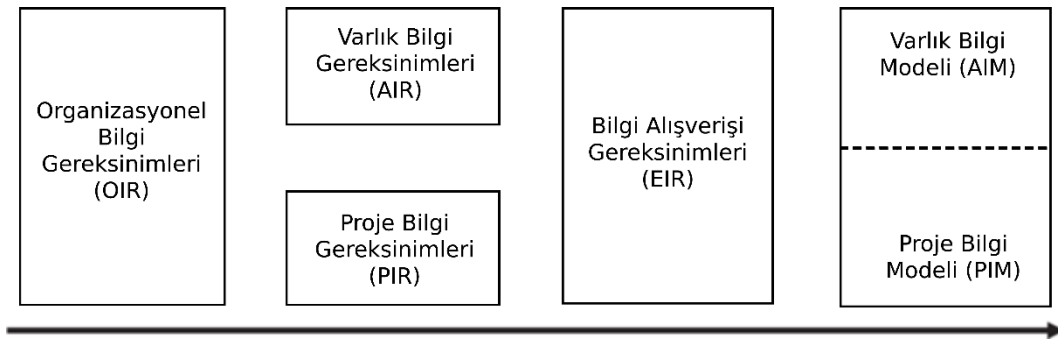 Organizasyonel
Bilgi
Gereksinimleri
(OIR)
Varlık Bilgi
Gereksinimleri
(AIR)
Proje Bilgi
Gereksinimleri
(PIR)
Bilgi Alışverişi
Gereksinimleri
(EIR)
Varlık Bilgi
Modeli (AIM)
Proje Bilgi
Modeli (PIM)